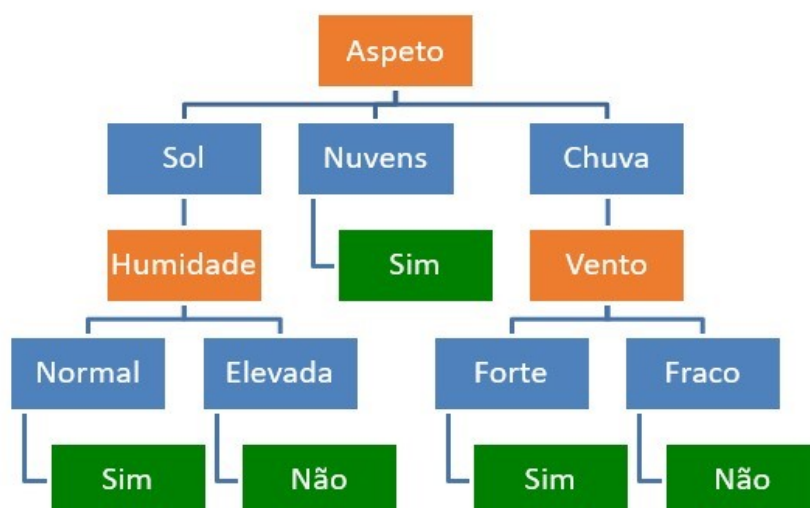 Aspeto
Sol
Nuvens
Chuva
Humidade
Sim
Vento
Normal
Elevada
Forte
Fraco
Sim
Não
Sim
Não